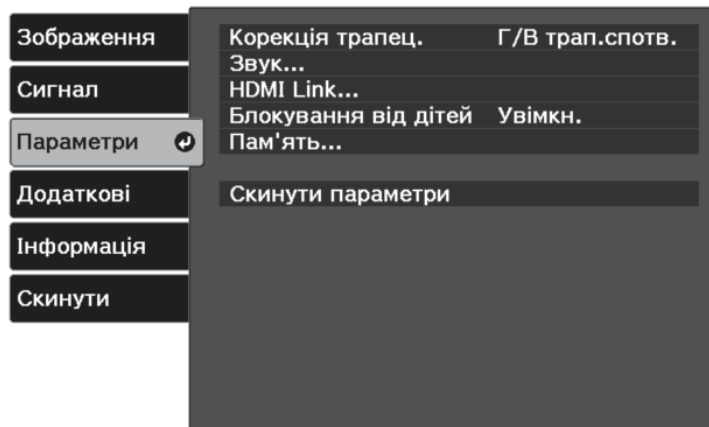 Зображення
Сигнал
Параметри
Додаткові
Інформація
Скинути
Корекція трапец. Г/В трап.спотв.
Звук...
HDMI Link...
Блокування від дітей Увімкн.
Пам'ять...
Скинути параметри